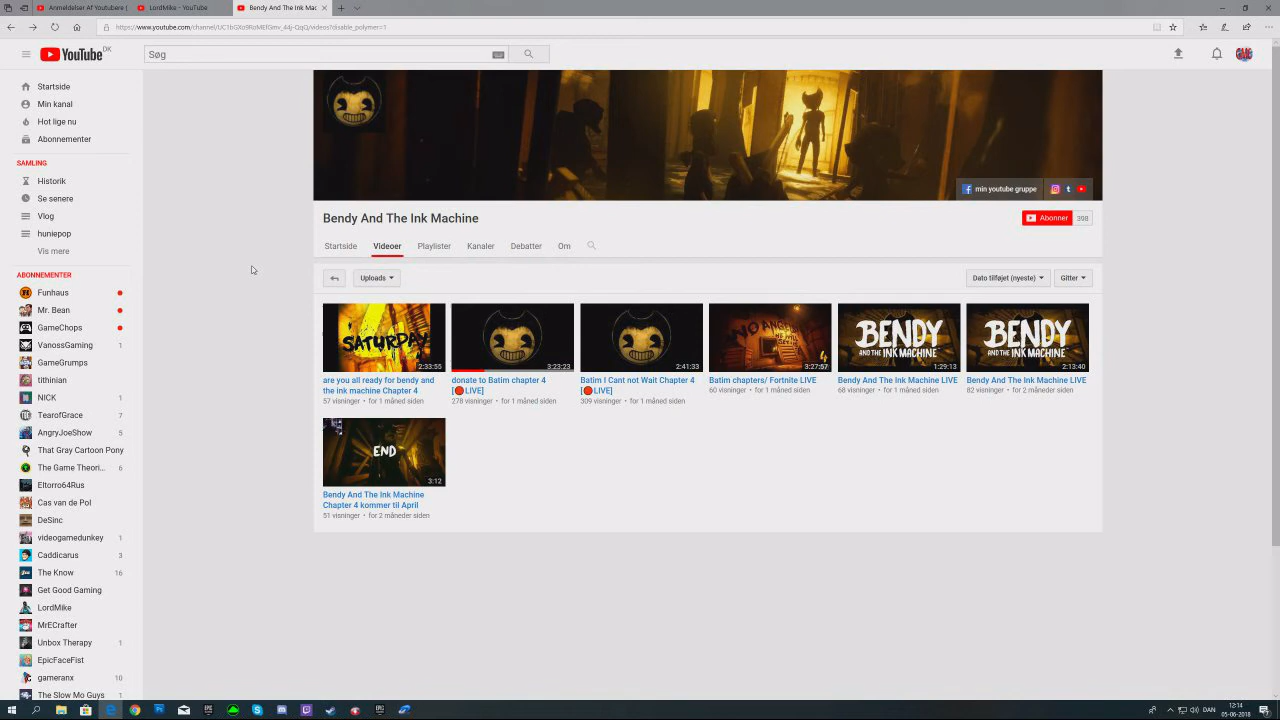 Anmeldelser Af Youtubere |
LordMike - YouTube
Bendy And The Ink Mac
https://www.youtube.com/channel/UC1bGXo9RoMEfGmv_44j-QqQ/videos?disable_polymer=1
YouTube DK
Søg
Startside
Min kanal
Hot lige nu
Abonnementer
SAMLING
Historik
Se senere
Vlog
huniepop
Vis mere
ABONNEMENTER
Funhaus
Mr. Bean
GameChops
VanossGaming 1
GameGrumps
tithinian
NICK 1
TearofGrace 7
AngryJoeShow 5
That Gray Cartoon Pony
The Game Theori... 6
Eltorro64Rus
Cas van de Pol
DeSinc
videogamedunkey 1
Caddicarus 3
The Know 16
Get Good Gaming
LordMike
MrECrafter
Unbox Therapy 1
EpicFaceFist
gameranx 10
The Slow Mo Guys 1
min youtube gruppe
Bendy And The Ink Machine
Abonner 398
Startside Videoer Playlister Kanaler Debatter Om
Uploads
Dato tilføjet (nyeste) Gitter
SATURDAY
2:33:55
are you all ready for bendy and
the ink machine Chapter 4
57 visninger • for 1 måned siden
3:23:23
donate to Batim chapter 4
[🔴LIVE]
278 visninger • for 1 måned siden
2:41:33
Batim I Cant not Wait Chapter 4
[🔴LIVE]
309 visninger • for 1 måned siden
3:27:57
Batim chapters/ Fortnite LIVE
60 visninger • for 1 måned siden
BENDY
AND THE INK MACHINE
1:29:13
Bendy And The Ink Machine LIVE
68 visninger • for 1 måned siden
BENDY
AND THE INK MACHINE
2:13:40
Bendy And The Ink Machine LIVE
82 visninger • for 2 måneder siden
END
3:12
Bendy And The Ink Machine
Chapter 4 kommer til April
51 visninger • for 2 måneder siden
DAN
12:14
05-06-2018